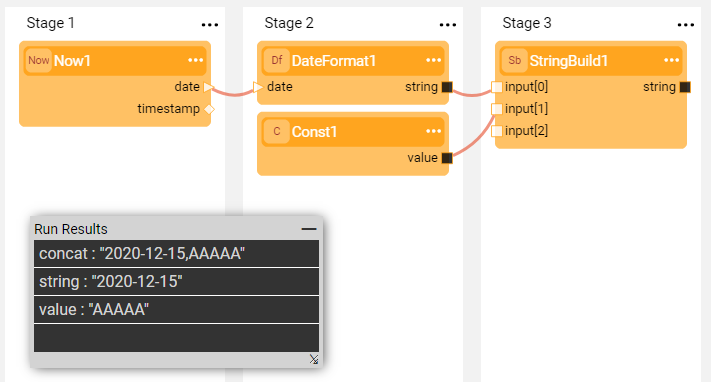 Stage 1
Now Now1
date
timestamp
Stage 2
Df DateFormat1
date string
C Const1
value
Stage 3
Sb StringBuild1
input[0] string
input[1]
input[2]
Run Results
concat : "2020-12-15,AAAAA"
string : "2020-12-15"
value : "AAAAA"